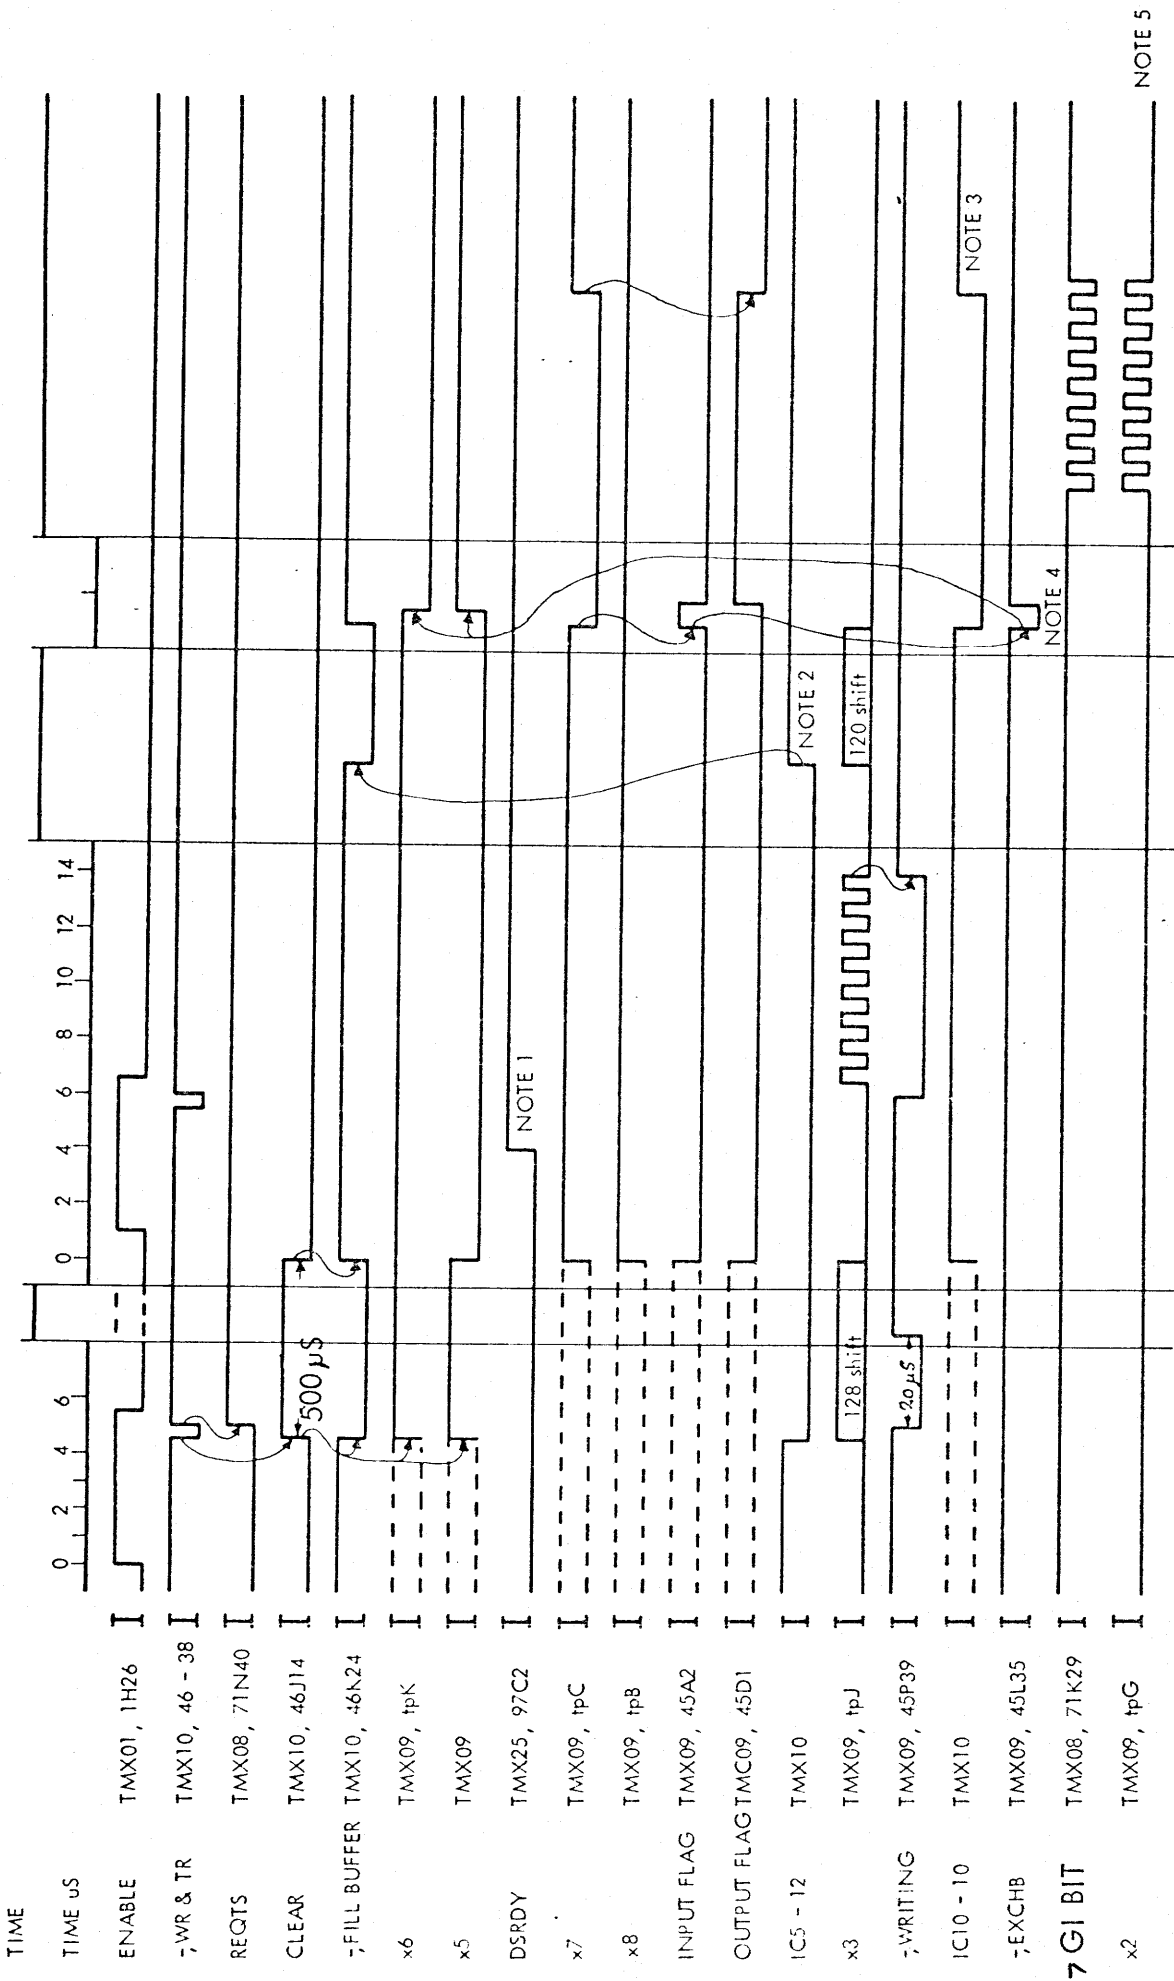 TIME
TIME uS 0 2 4 6 0 2 4 6 8 10 12 14
ENABLE TMX01, 1H26
-,WR & TR TMX10, 46 - 38
REQTS TMX08, 71N40
CLEAR TMX10, 46J14
500 µS
-,FILL BUFFER TMX10, 46K24
x6 TMX09, tpK
x5 TMX09
DSRDY TMX25, 97C2
NOTE 1
x7 TMX09, tpC
x8 TMX09, tpB
INPUT FLAG TMX09, 45A2
OUTPUT FLAG TMC09, 45D1
IC5 - 12 TMX10
NOTE 2
x3 TMX09, tpJ
128 shift
120 shift
-,WRITING TMX09, 45P39
20 µS
IC10 - 10 TMX10
NOTE 3
-,EXCHB TMX09, 45L35
NOTE 4
7 GI BIT TMX08, 71K29
x2 TMX09, tpG
NOTE 5